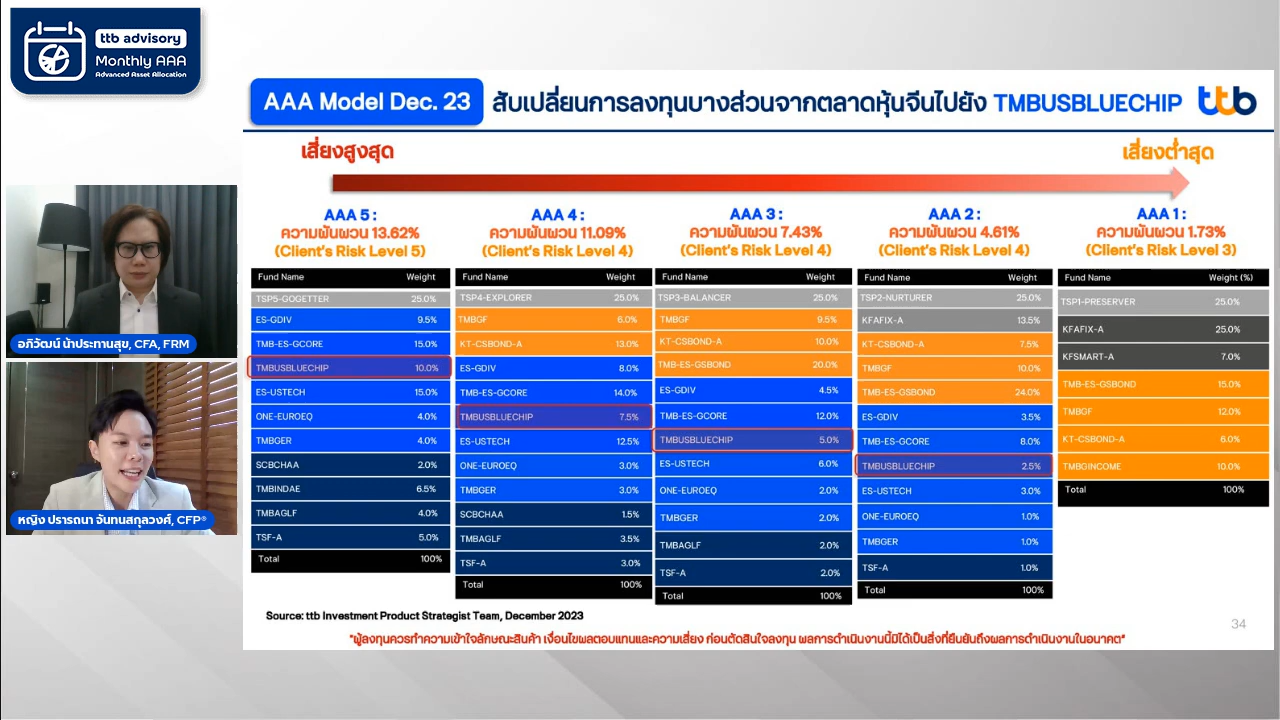 ttb advisory
Monthly AAA
Advanced Asset Allocation
AAA Model Dec. 23 สับเปลี่ยนการลงทุนบางส่วนจากตลาดหุ้นจีนไปยัง TMBUSBLUECHIP ttb
เสี่ยงสูงสุด เสี่ยงต่ำสุด
AAA 5 :
ความผันผวน 13.62%
(Client's Risk Level 5)
Fund Name Weight
TSP5-GOGETTER 25.0%
ES-GDIV 9.5%
TMB-ES-GCORE 15.0%
TMBUSBLUECHIP 10.0%
ES-USTECH 15.0%
ONE-EUROEQ 4.0%
TMBGER 4.0%
SCBCHAA 2.0%
TMBINDAE 6.5%
TMBAGLF 4.0%
TSF-A 5.0%
Total 100%
AAA 4 :
ความผันผวน 11.09%
(Client's Risk Level 4)
Fund Name Weight
TSP4-EXPLORER 25.0%
TMBGF 6.0%
KT-CSBOND-A 13.0%
ES-GDIV 8.0%
TMB-ES-GCORE 14.0%
TMBUSBLUECHIP 7.5%
ES-USTECH 12.5%
ONE-EUROEQ 3.0%
TMBGER 3.0%
SCBCHAA 1.5%
TMBAGLF 3.5%
TSF-A 3.0%
Total 100%
AAA 3 :
ความผันผวน 7.43%
(Client's Risk Level 4)
Fund Name Weight
TSP3-BALANCER 25.0%
TMBGF 9.5%
KT-CSBOND-A 10.0%
TMB-ES-GSBOND 20.0%
ES-GDIV 4.5%
TMB-ES-GCORE 12.0%
TMBUSBLUECHIP 5.0%
ES-USTECH 6.0%
ONE-EUROEQ 2.0%
TMBGER 2.0%
TMBAGLF 2.0%
TSF-A 2.0%
Total 100%
AAA 2 :
ความผันผวน 4.61%
(Client's Risk Level 4)
Fund Name Weight
TSP2-NURTURER 25.0%
KFAFIX-A 13.5%
KT-CSBOND-A 7.5%
TMBGF 10.0%
TMB-ES-GSBOND 24.0%
ES-GDIV 3.5%
TMB-ES-GCORE 8.0%
TMBUSBLUECHIP 2.5%
ES-USTECH 3.0%
ONE-EUROEQ 1.0%
TMBGER 1.0%
TSF-A 1.0%
Total 100%
AAA 1 :
ความผันผวน 1.73%
(Client's Risk Level 3)
Fund Name Weight (%)
TSP1-PRESERVER 25.0%
KFAFIX-A 25.0%
KFSMART-A 7.0%
TMB-ES-GSBOND 15.0%
TMBGF 12.0%
KT-CSBOND-A 6.0%
TMBGINCOME 10.0%
Total 100%
อภิวัฒน์ น้าประทานสุข, CFA, FRM
หญิง ปรารถนา จันทนสกุลวงศ์, CFP®
Source: ttb Investment Product Strategist Team, December 2023
34
"ผู้ลงทุนควรทำความเข้าใจลักษณะสินค้า เงื่อนไขผลตอบแทนและความเสี่ยง ก่อนตัดสินใจลงทุน ผลการดำเนินงานนี้มิได้เป็นสิ่งที่ยืนยันถึงผลการดำเนินงานในอนาคต"